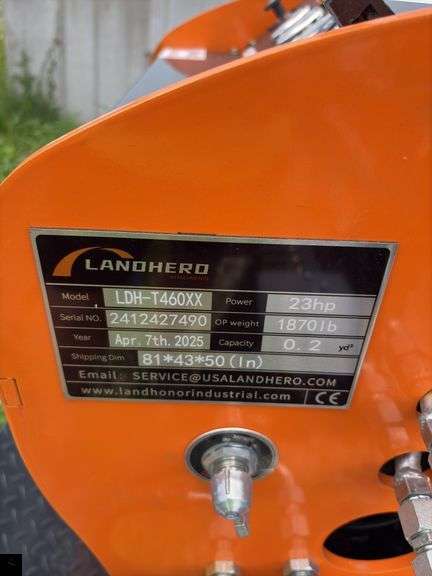 LANDHERO
Model LDH-T460XX Power 23hp
Serial NO. 2412427490 OP weight 1870lb
Year Apr. 7th. 2025 Capacity 0.2 yd³
Shipping Dim 81*43*50(In)
Email: SERVICE@USALANDHERO.COM
www.landhonorindustrial.com CE